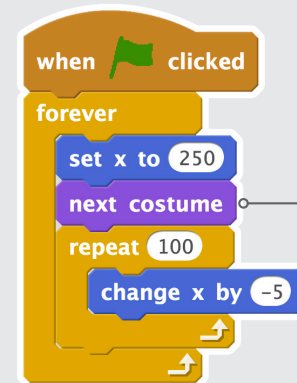 when clicked
forever
set x to 250
next costume
repeat 100
change x by -5